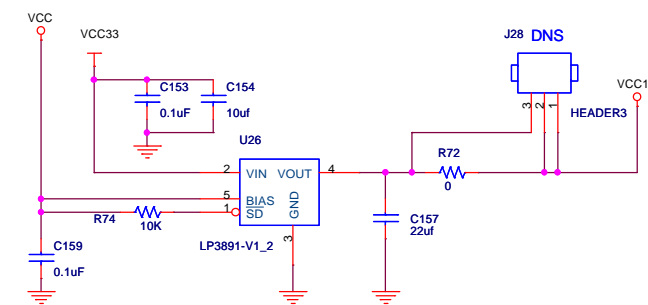 VCC
VCC33
J28 DNS
VCC1
C153
C154
0.1uF
10uf
3
2
1
HEADER3
U26
R72
2
VIN
VOUT
4
0
5
BIAS
R74
1
SD
GND
10K
C157
22uf
3
LP3891-V1_2
C159
0.1uF